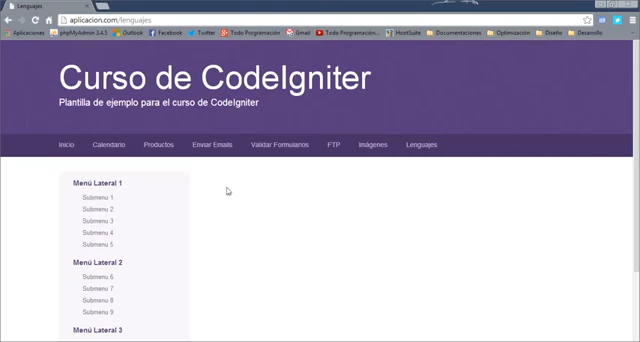 Lenguajes
aplicacion.com/lenguajes
Aplicaciones phpMyAdmin 3.4.5 Outlook Facebook Twitter Todo Programación Gmail Todo Programación... HootSuite Documentaciones Optimización Diseño Desarrollo
Curso de CodeIgniter
Plantilla de ejemplo para el curso de CodeIgniter
Inicio Calendario Productos Enviar Emails Validar Formularios FTP Imágenes Lenguajes
Menú Lateral 1
Submenu 1
Submenu 2
Submenu 3
Submenu 4
Submenu 5
Menú Lateral 2
Submenu 6
Submenu 7
Submenu 8
Submenu 9
Menú Lateral 3